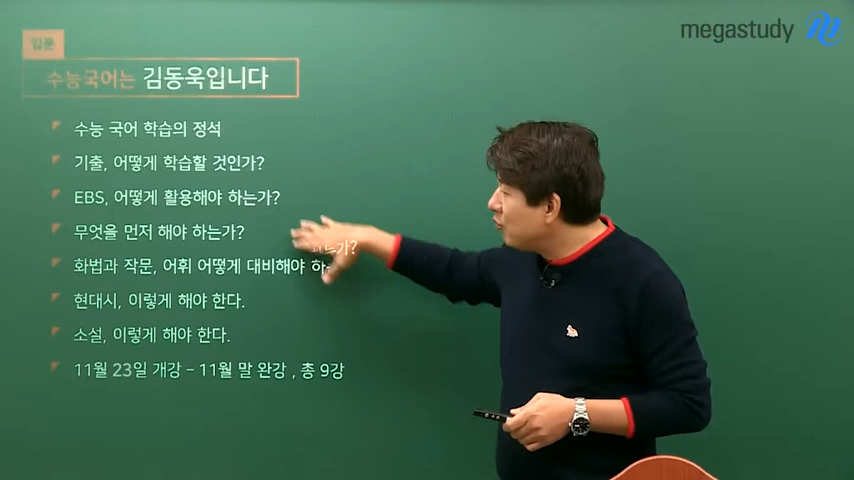 megastudy
입문
수능국어는 김동욱입니다
수능 국어 학습의 정석
기출, 어떻게 학습할 것인가?
EBS, 어떻게 활용해야 하는가?
무엇을 먼저 해야 하는가?
화법과 작문, 어휘 어떻게 대비해야
현대시, 이렇게 해야 한다.
소설, 이렇게 해야 한다.
11월 23일 개강 - 11월 말 완강 , 총 9강